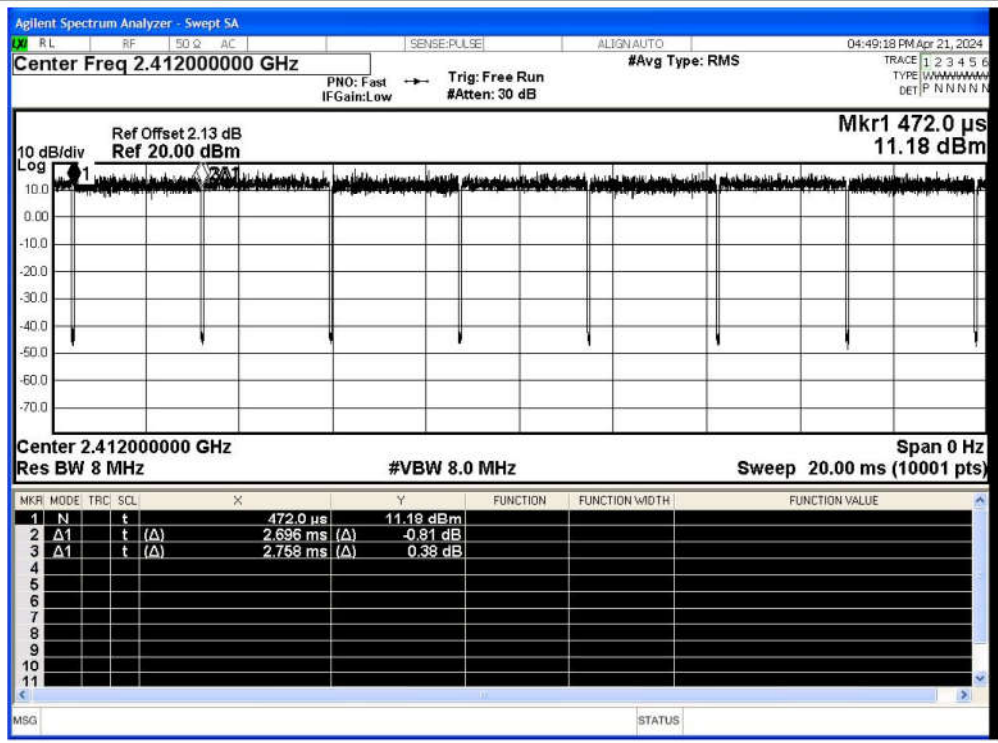 Agilent Spectrum Analyzer - Swept SA
LXI RL RF 50 Ω AC SENSE:PULSE ALIGNAUTO 04:49:18 PM Apr 21, 2024
Center Freq 2.412000000 GHz #Avg Type: RMS TRACE 1 2 3 4 5 6
PNO: Fast Trig: Free Run TYPE WWWWWW
IFGain:Low #Atten: 30 dB DET P N N N N N
Mkr1 472.0 µs
Ref Offset 2.13 dB
10 dB/div Ref 20.00 dBm 11.18 dBm
Log
1
3Δ1
10.0
0.00
-10.0
-20.0
-30.0
-40.0
-50.0
-60.0
-70.0
Center 2.412000000 GHz Span 0 Hz
Res BW 8 MHz #VBW 8.0 MHz Sweep 20.00 ms (10001 pts)
MKR MODE TRC SCL X Y FUNCTION FUNCTION WIDTH FUNCTION VALUE
1 N t 472.0 µs 11.18 dBm
2 Δ1 t (Δ) 2.696 ms (Δ) -0.81 dB
3 Δ1 t (Δ) 2.758 ms (Δ) 0.38 dB
4
5
6
7
8
9
10
11
MSG STATUS